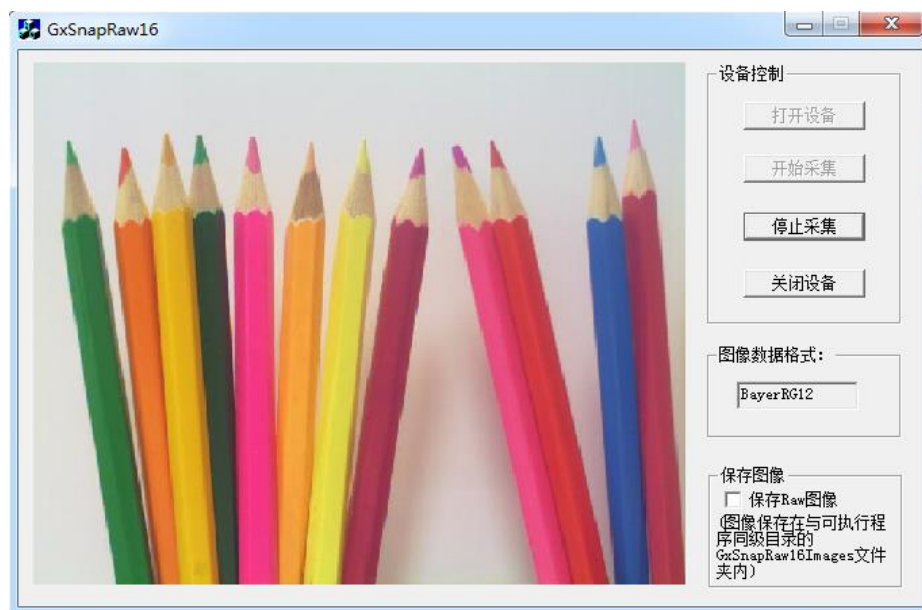 GxSnapRaw16
设备控制
打开设备
开始采集
停止采集
关闭设备
图像数据格式：
BayerRG12
保存图像
保存Raw图像
(图像保存在与可执行程
序同级目录的
GxSnapRaw16Images文件
夹内)